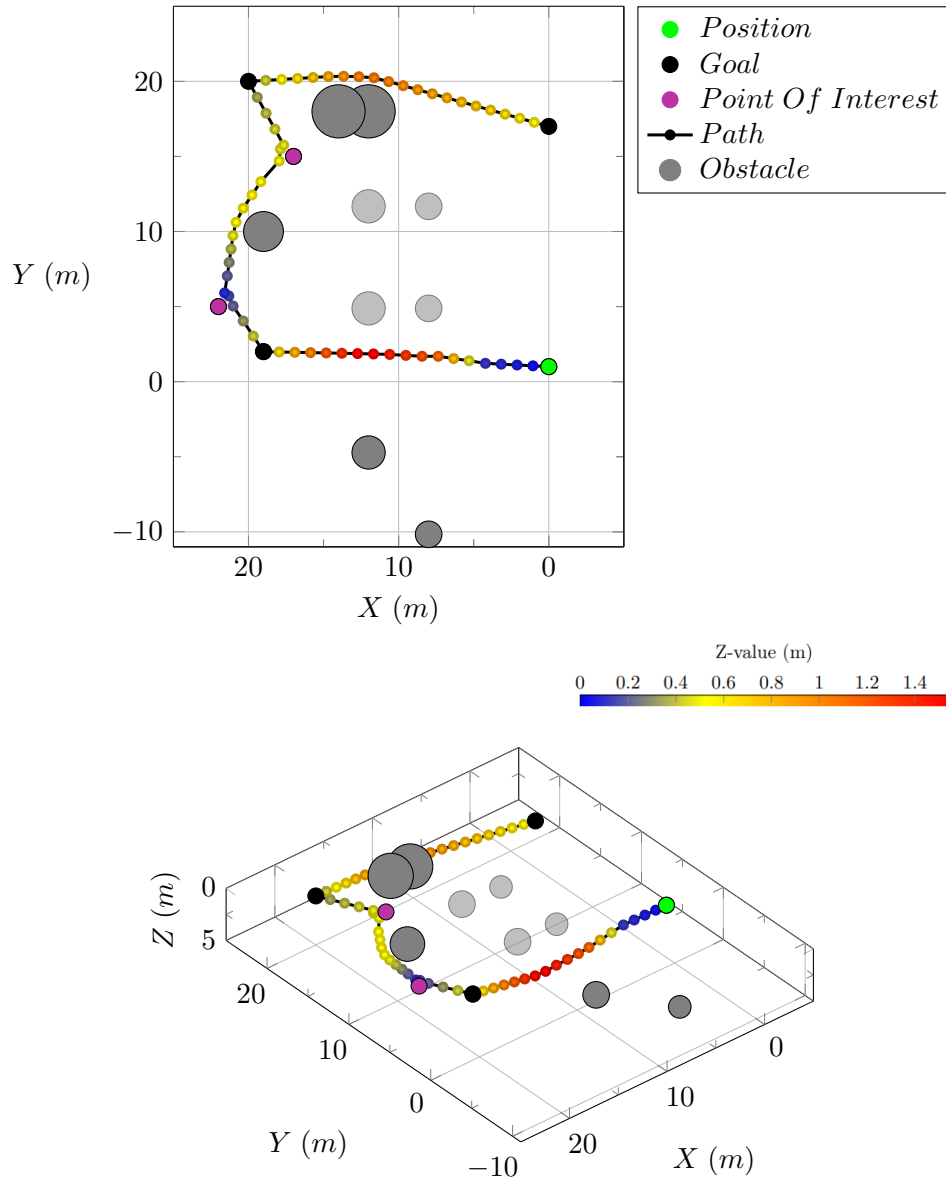 20
10
0
−10
Y (m)
20
10
0
X (m)
Position
Goal
Point Of Interest
Path
Obstacle
Z-value (m)
0 0.2 0.4 0.6 0.8 1 1.2 1.4
0
5
Z (m)
20
10
0
−10
Y (m)
20
10
0
X (m)